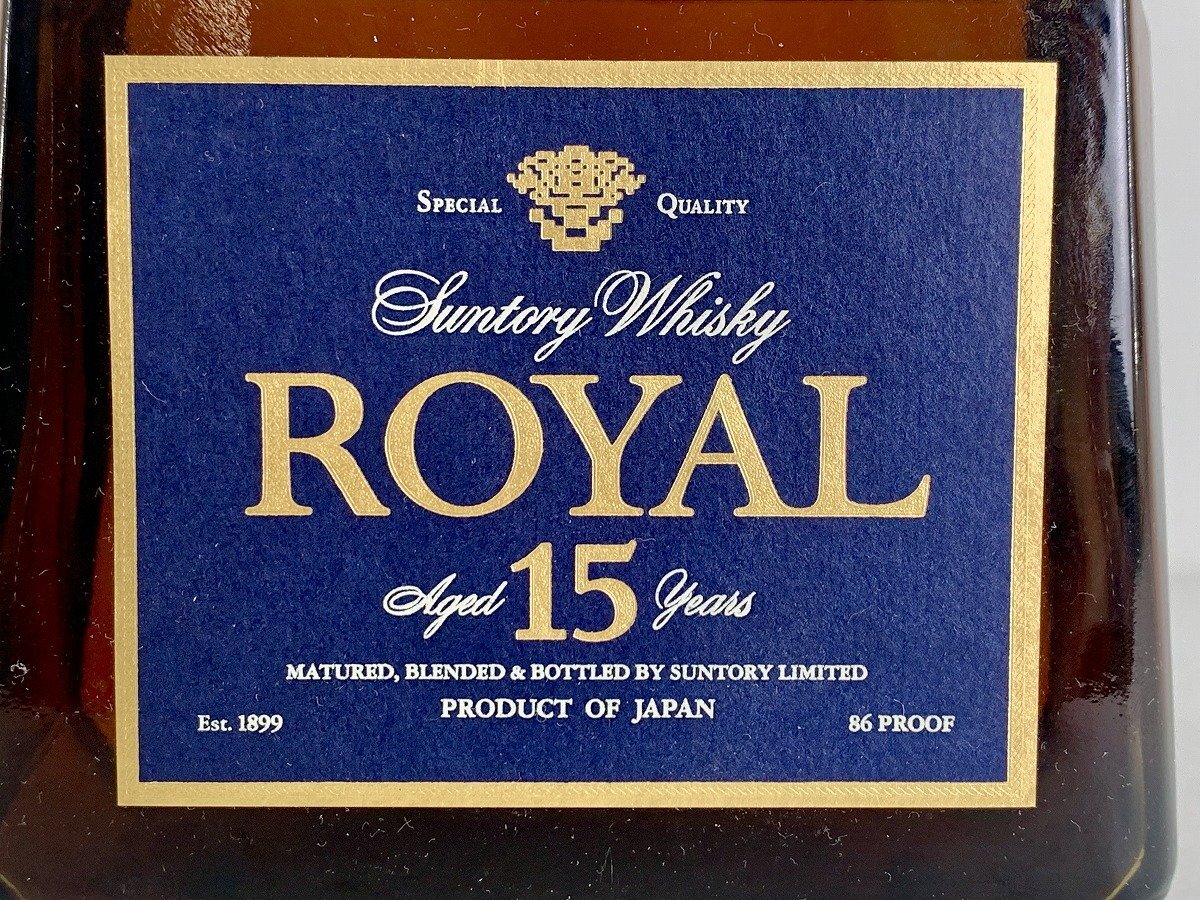 SPECIAL QUALITY
Suntory Whisky
ROYAL
Aged 15 Years
MATURED, BLENDED & BOTTLED BY SUNTORY LIMITED
PRODUCT OF JAPAN
Est. 1899
86 PROOF